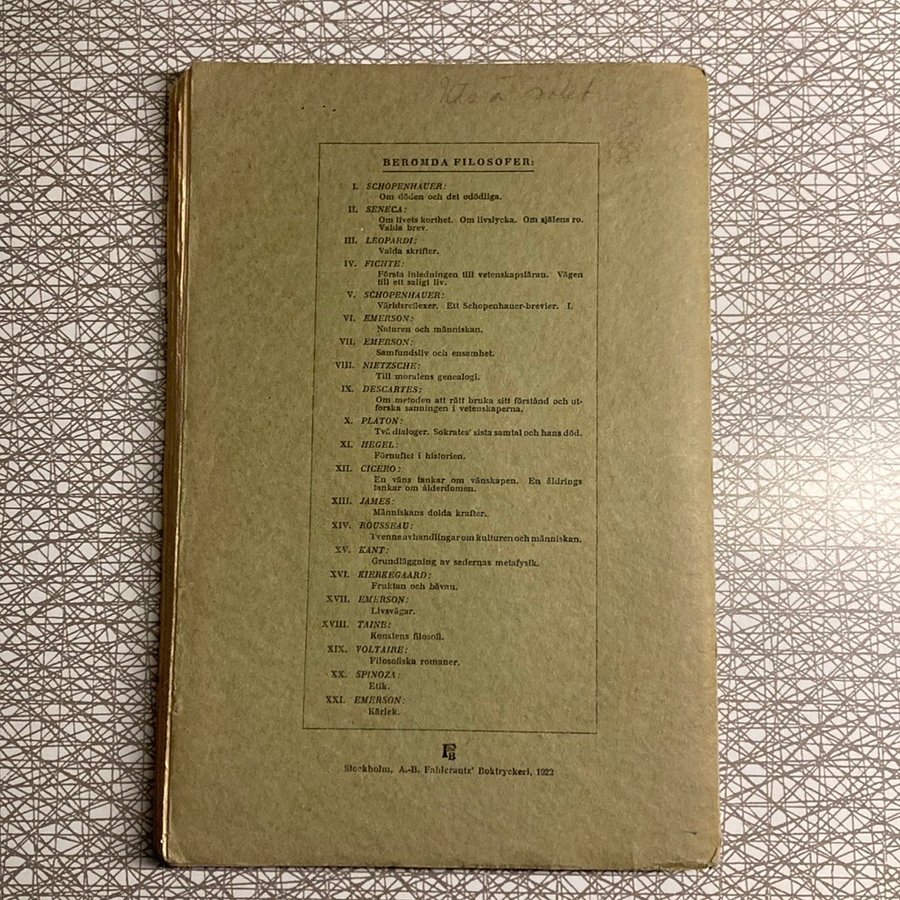 BERÖMDA FILOSOFER:
I. SCHOPENHAUER:
Om döden och det odödliga.
II. SENECA:
Om livets korthet. Om livslycka. Om själens ro.
Valda brev.
III. LEOPARDI:
Valda skrifter.
IV. FICHTE:
Första inledningen till vetenskapsläran. Vägen
till ett saligt liv.
V. SCHOPENHAUER:
Världsreflexer. Ett Schopenhauer-brevier. I.
VI. EMERSON:
Naturen och människan.
VII. EMERSON:
Samfundsliv och ensamhet.
VIII. NIETZSCHE:
Till moralens genealogi.
IX. DESCARTES:
Om metoden att rätt bruka sitt förstånd och ut-
forska sanningen i vetenskaperna.
X. PLATON:
Två dialoger. Sokrates' sista samtal och hans död.
XI. HEGEL:
Förnuftet i historien.
XII. CICERO:
En väns tankar om vänskapen. En åldrings
tankar om ålderdomen.
XIII. JAMES:
Människans dolda krafter.
XIV. ROUSSEAU:
Tvenne avhandlingar om kulturen och människan.
XV. KANT:
Grundläggning av sedernas metafysik.
XVI. KIERKEGAARD:
Fruktan och bävan.
XVII. EMERSON:
Livsvägar.
XVIII. TAINE:
Konstens filosofi.
XIX. VOLTAIRE:
Filosofiska romaner.
XX. SPINOZA:
Etik.
XXI. EMERSON:
Kärlek.
Stockholm, A.-B. Fahlcrantz' Boktryckeri, 1922